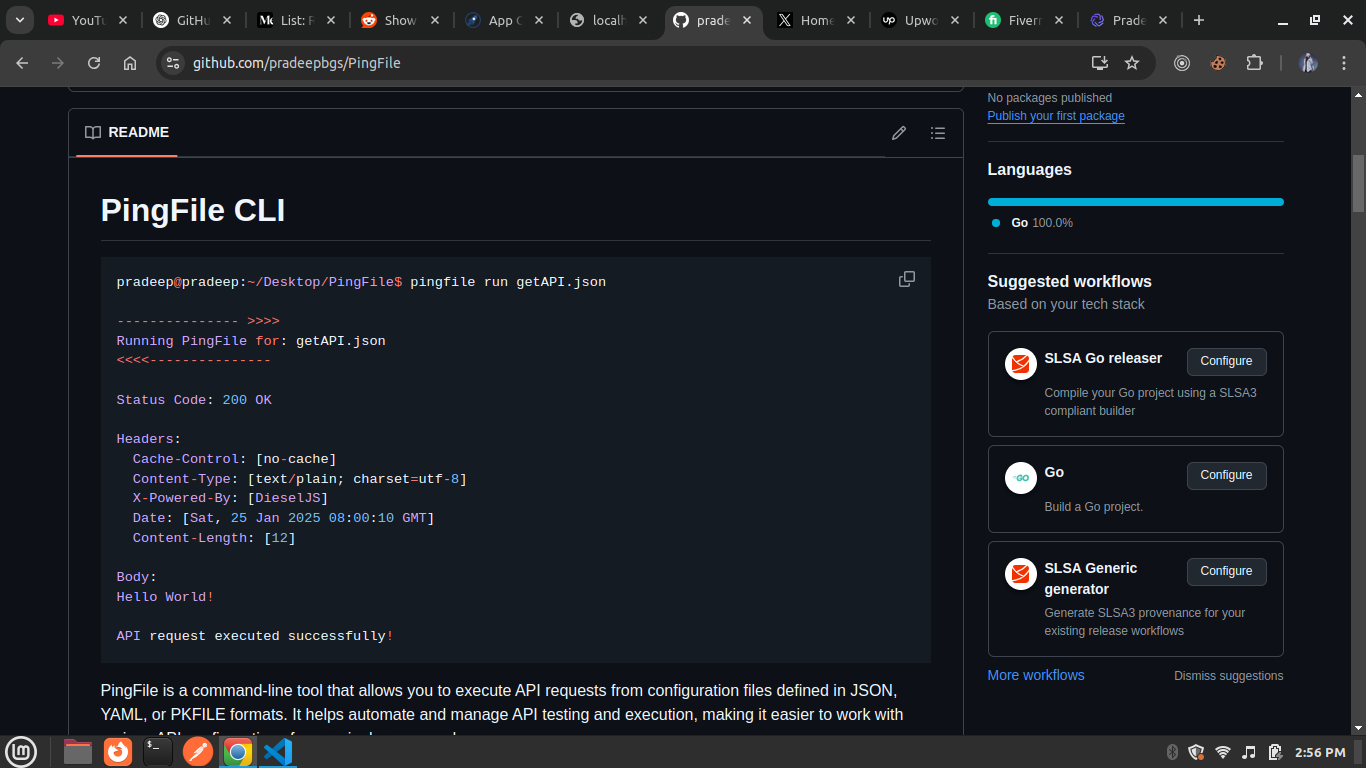 YouTu
GitHu
List: R
Show
App C
localh
prade
Home
Upwo
Fiverr
Prade
github.com/pradeepbgs/PingFile
README
PingFile CLI
pradeep@pradeep:~/Desktop/PingFile$ pingfile run getAPI.json
--------------- >>>>
Running PingFile for: getAPI.json
<<<<---------------
Status Code: 200 OK
Headers:
Cache-Control: [no-cache]
Content-Type: [text/plain; charset=utf-8]
X-Powered-By: [DieselJS]
Date: [Sat, 25 Jan 2025 08:00:10 GMT]
Content-Length: [12]
Body:
Hello World!
API request executed successfully!
PingFile is a command-line tool that allows you to execute API requests from configuration files defined in JSON,
YAML, or PKFILE formats. It helps automate and manage API testing and execution, making it easier to work with
No packages published
Publish your first package
Languages
Go 100.0%
Suggested workflows
Based on your tech stack
SLSA Go releaser
Configure
Compile your Go project using a SLSA3
compliant builder
Go
Configure
Build a Go project.
SLSA Generic
generator
Configure
Generate SLSA3 provenance for your
existing release workflows
More workflows
Dismiss suggestions
2:56 PM